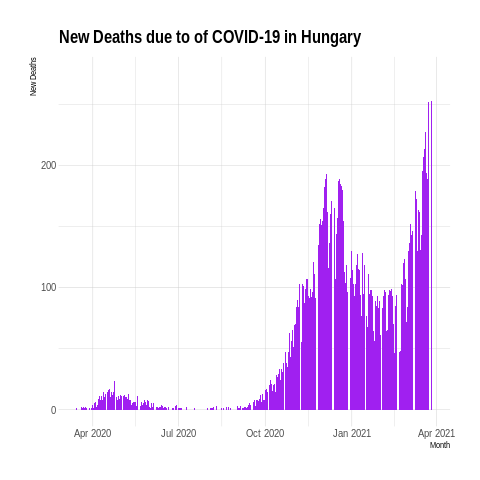 New Deaths due to of COVID-19 in Hungary
New Deaths
200
100
0
Apr 2020 Jul 2020 Oct 2020 Jan 2021 Apr 2021
Month